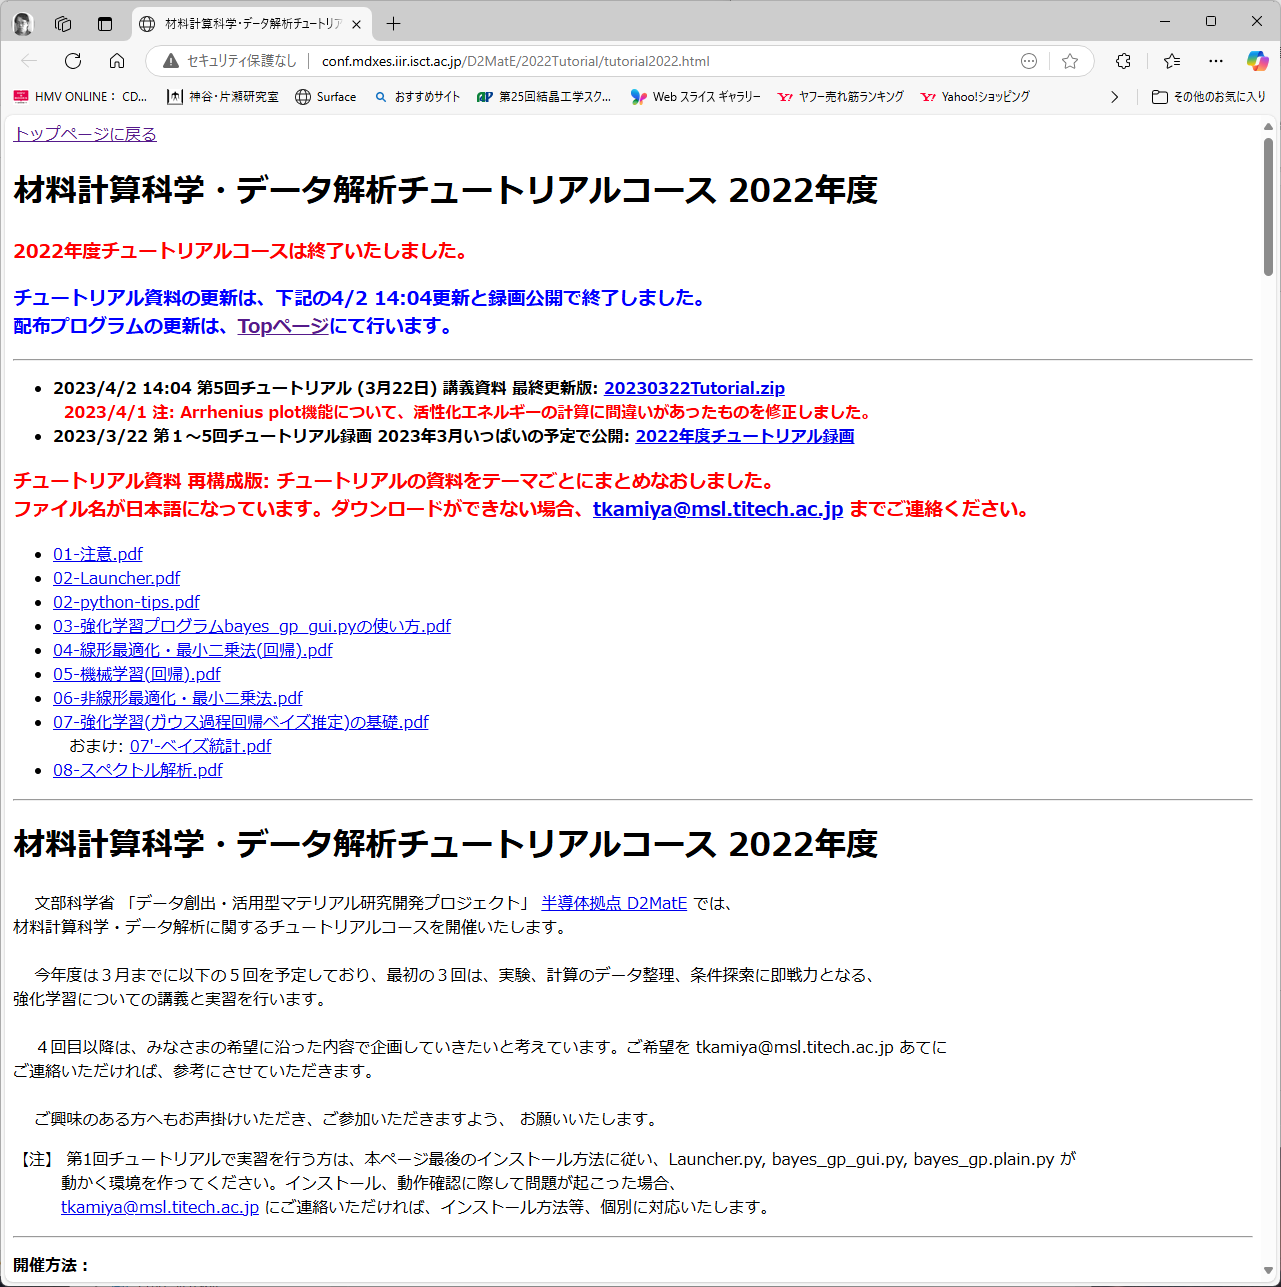 材料計算科学・データ解析チュートリア
セキュリティ保護なし
conf.mdxes.iir.isct.ac.jp/D2MatE/2022Tutorial/tutorial2022.html
HMV ONLINE： CD...
神谷・片瀬研究室
Surface
おすすめサイト
第25回結晶工学スク...
Web スライス ギャラリー
ヤフー売れ筋ランキング
Yahoo!ショッピング
その他のお気に入り
トップページに戻る
材料計算科学・データ解析チュートリアルコース 2022年度
2022年度チュートリアルコースは終了いたしました。
チュートリアル資料の更新は、下記の4/2 14:04更新と録画公開で終了しました。
配布プログラムの更新は、Topページにて行います。
2023/4/2 14:04 第5回チュートリアル (3月22日) 講義資料 最終更新版: 20230322Tutorial.zip
2023/4/1 注: Arrhenius plot機能について、活性化エネルギーの計算に間違いがあったものを修正しました。
2023/3/22 第１～5回チュートリアル録画 2023年3月いっぱいの予定で公開: 2022年度チュートリアル録画
チュートリアル資料 再構成版: チュートリアルの資料をテーマごとにまとめなおしました。
ファイル名が日本語になっています。ダウンロードができない場合、tkamiya@msl.titech.ac.jp までご連絡ください。
01-注意.pdf
02-Launcher.pdf
02-python-tips.pdf
03-強化学習プログラムbayes_gp_gui.pyの使い方.pdf
04-線形最適化・最小二乗法(回帰).pdf
05-機械学習(回帰).pdf
06-非線形最適化・最小二乗法.pdf
07-強化学習(ガウス過程回帰ベイズ推定)の基礎.pdf
おまけ: 07'-ベイズ統計.pdf
08-スペクトル解析.pdf
材料計算科学・データ解析チュートリアルコース 2022年度
文部科学省 「データ創出・活用型マテリアル研究開発プロジェクト」 半導体拠点 D2MatE では、
材料計算科学・データ解析に関するチュートリアルコースを開催いたします。
今年度は３月までに以下の５回を予定しており、最初の３回は、実験、計算のデータ整理、条件探索に即戦力となる、
強化学習についての講義と実習を行います。
４回目以降は、みなさまの希望に沿った内容で企画していきたいと考えています。ご希望を tkamiya@msl.titech.ac.jp あてに
ご連絡いただければ、参考にさせていただきます。
ご興味のある方へもお声掛けいただき、ご参加いただきますよう、 お願いいたします。
【注】 第1回チュートリアルで実習を行う方は、本ページ最後のインストール方法に従い、Launcher.py, bayes_gp_gui.py, bayes_gp.plain.py が
動かく環境を作ってください。インストール、動作確認に際して問題が起こった場合、
tkamiya@msl.titech.ac.jp にご連絡いただければ、インストール方法等、個別に対応いたします。
開催方法：